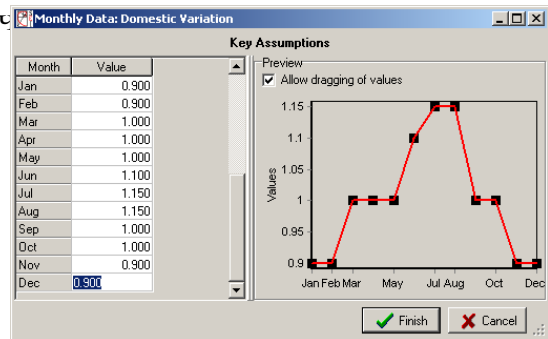 Monthly Data: Domestic Variation
Key Assumptions
Month Value
Jan 0.900
Feb 0.900
Mar 1.000
Apr 1.000
May 1.000
Jun 1.100
Jul 1.150
Aug 1.150
Sep 1.000
Oct 1.000
Nov 0.900
Dec 0.900
Preview
Allow dragging of values
1.15
1.1
1.05
1
0.95
0.9
Values
Jan Feb Mar May Jul Aug Oct Dec
Finish Cancel